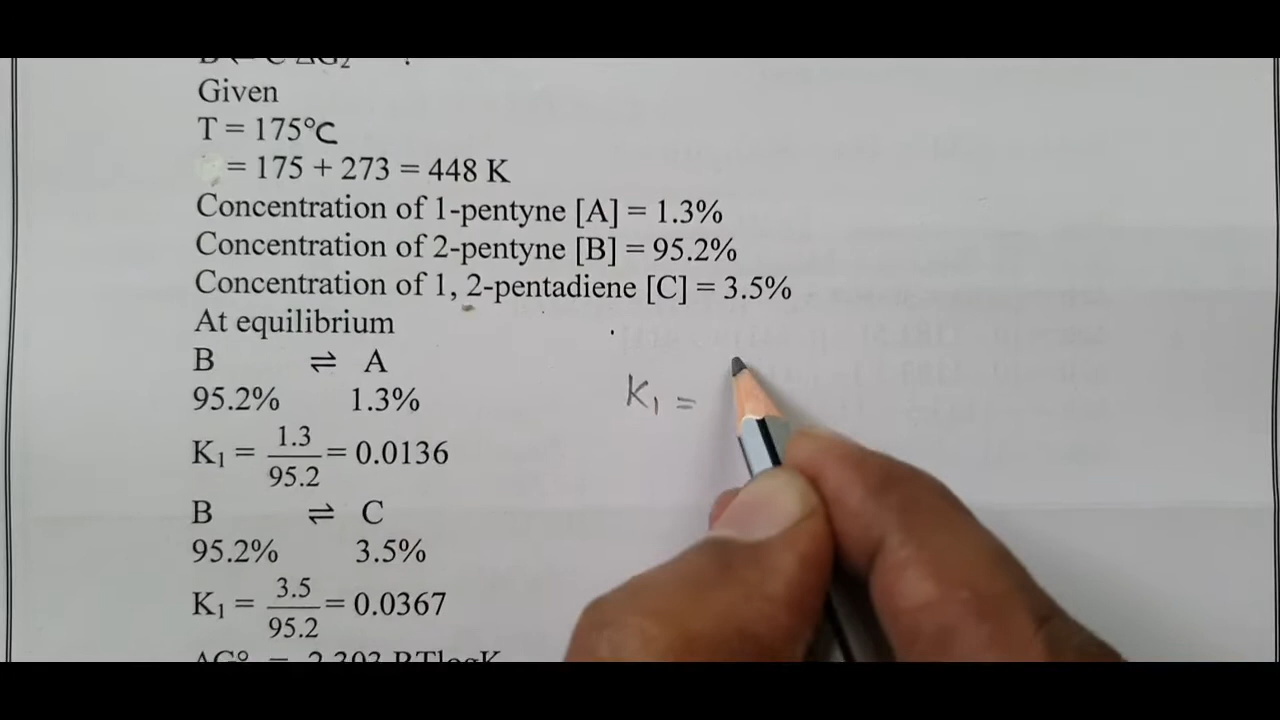 Given
T = 175°C
= 175 + 273 = 448 K
Concentration of 1-pentyne [A] = 1.3%
Concentration of 2-pentyne [B] = 95.2%
Concentration of 1, 2-pentadiene [C] = 3.5%
At equilibrium
B ⇌ A
95.2% 1.3%
K₁ = 1.3/95.2 = 0.0136
K₁ =
B ⇌ C
95.2% 3.5%
K₁ = 3.5/95.2 = 0.0367